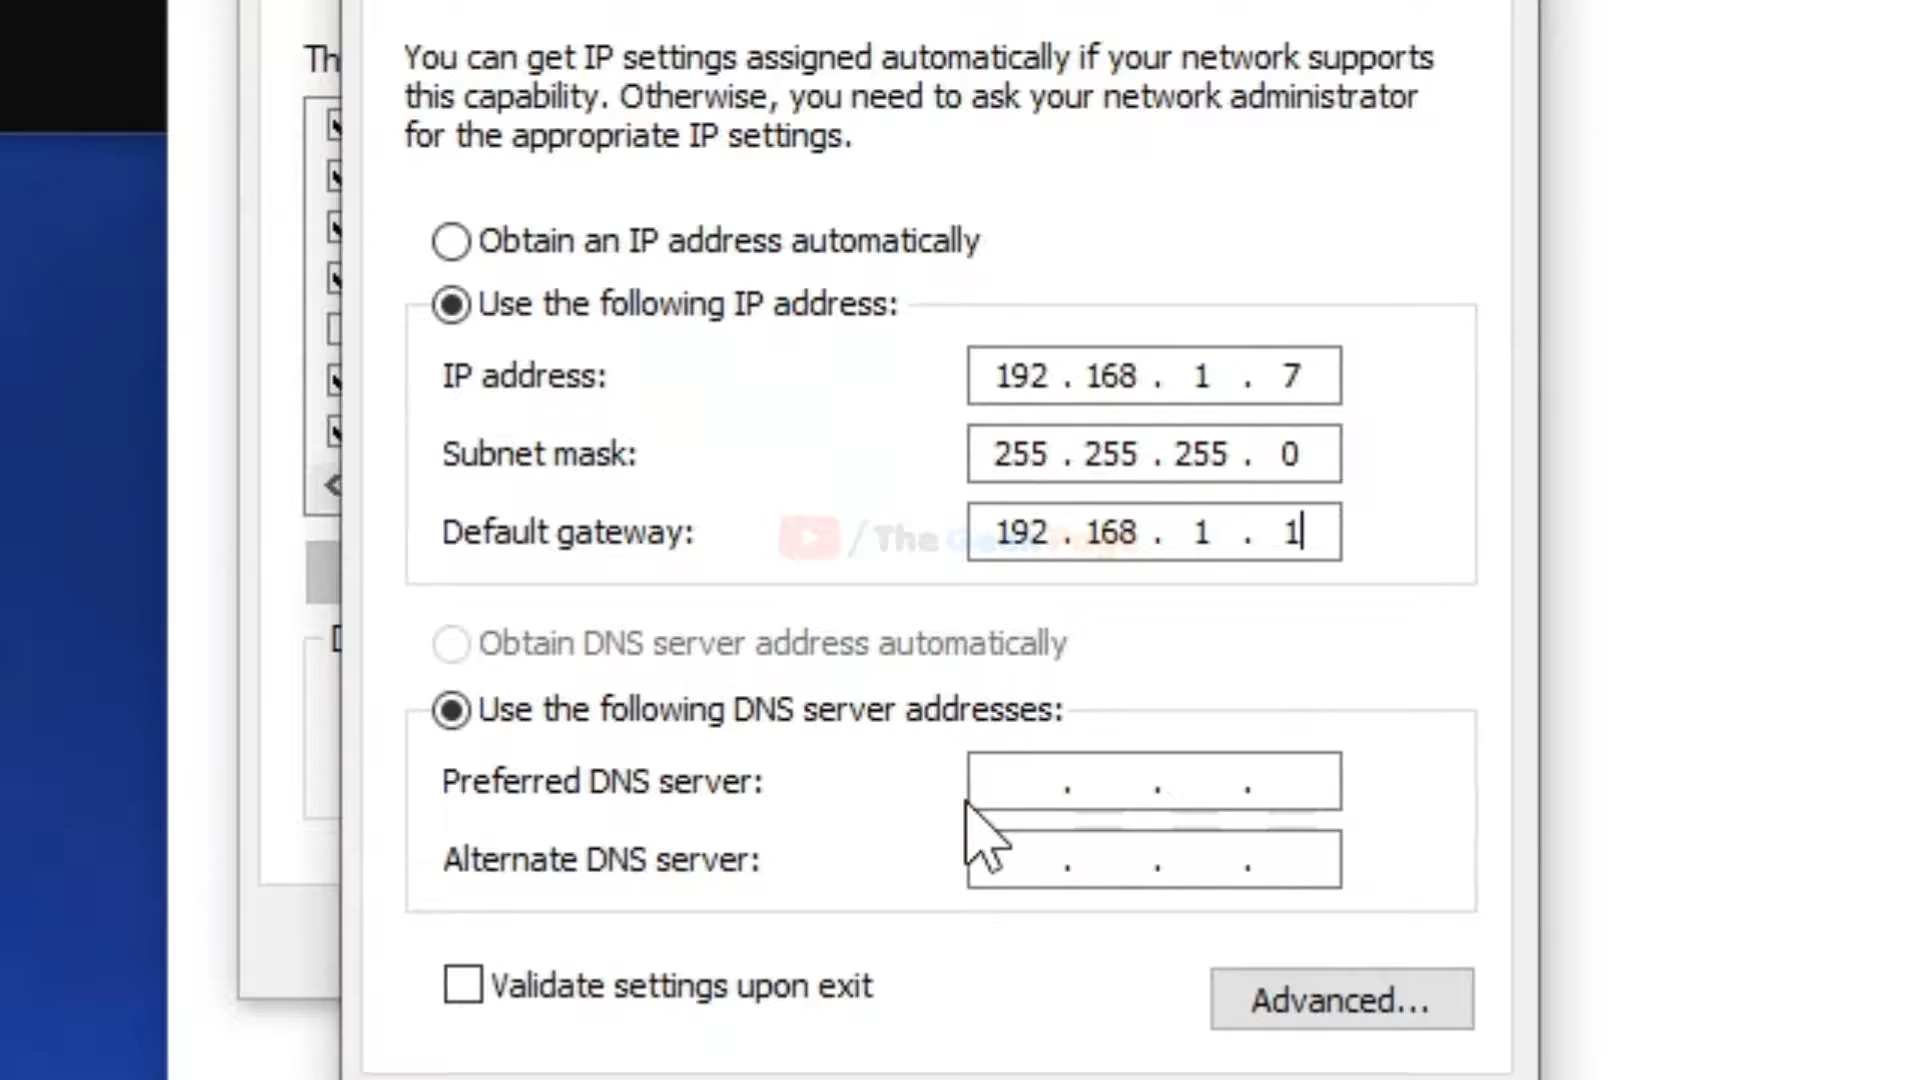 Th
You can get IP settings assigned automatically if your network supports
this capability. Otherwise, you need to ask your network administrator
for the appropriate IP settings.
Obtain an IP address automatically
Use the following IP address:
IP address: 192 . 168 . 1 . 7
Subnet mask: 255 . 255 . 255 . 0
Default gateway: 192 . 168 . 1 . 1
/TheGeekPage
Obtain DNS server address automatically
Use the following DNS server addresses:
Preferred DNS server: . . .
Alternate DNS server: . . .
Validate settings upon exit
Advanced...